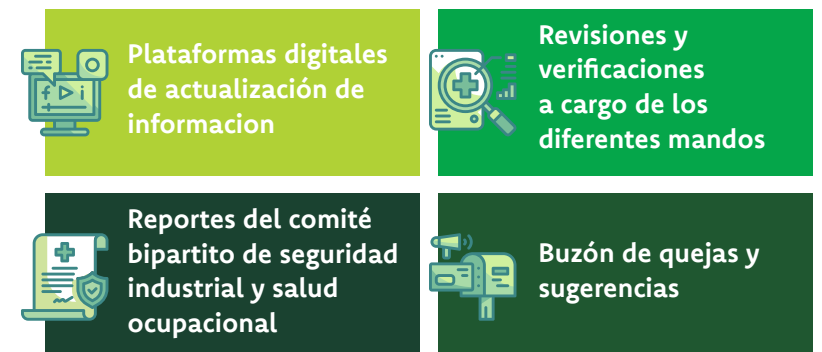 Plataformas digitales
de actualización de
informacion
Revisiones y
verificaciones
a cargo de los
diferentes mandos
Reportes del comité
bipartito de seguridad
industrial y salud
ocupacional
Buzón de quejas y
sugerencias